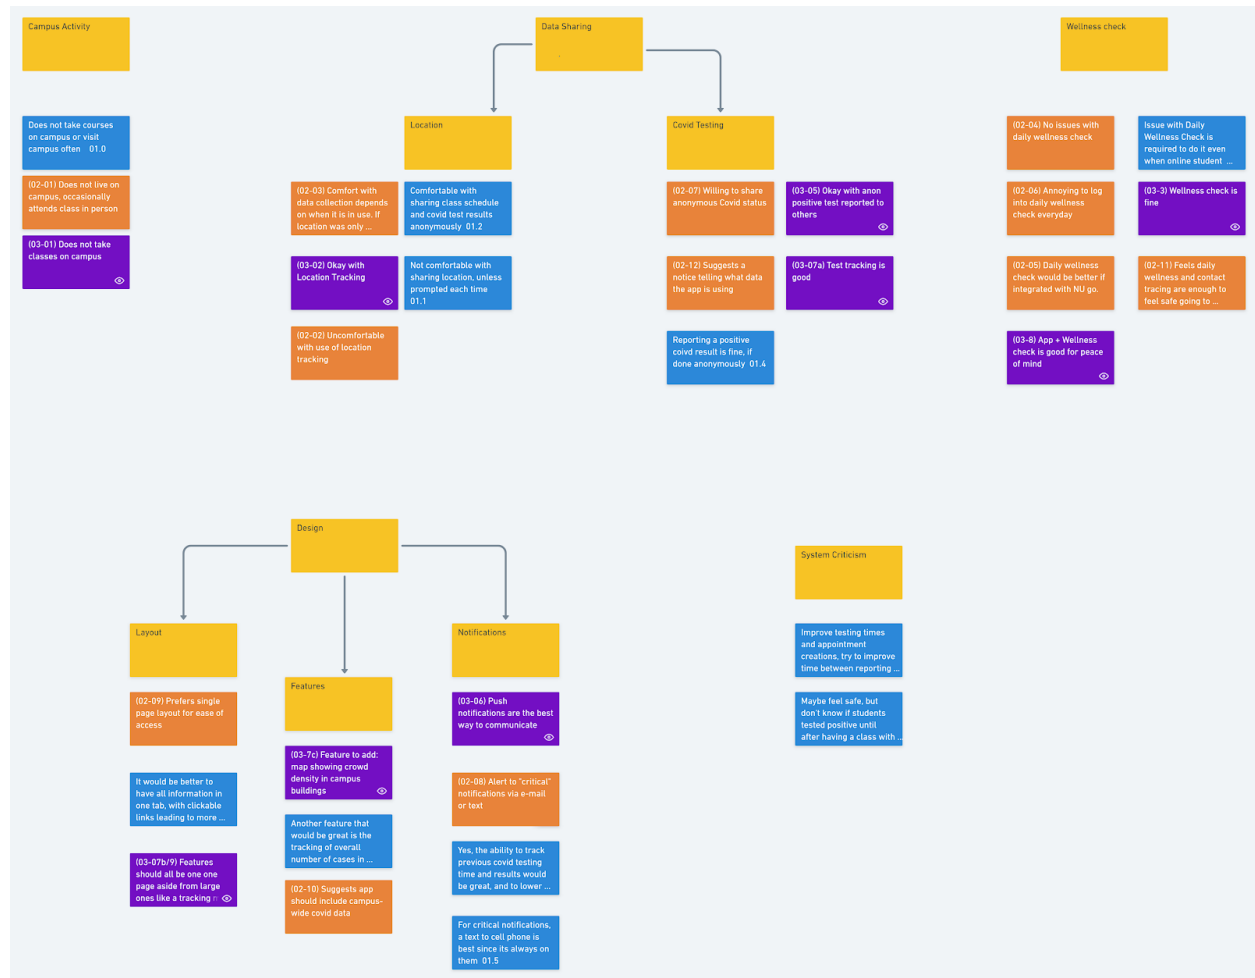 Campus Activity
Does not take courses
on campus or visit
campus often 01.0
(02-01) Does not live on
campus, occasionally
attends class in person
(03-01) Does not take
classes on campus
Data Sharing
Location
(02-03) Comfort with
data collection depends
on when it is in use. If
location was only ...
Comfortable with
sharing class schedule
and covid test results
anonymously 01.2
(03-02) Okay with
Location Tracking
Not comfortable with
sharing location, unless
prompted each time
01.1
(02-02) Uncomfortable
with use of location
tracking
Covid Testing
(02-07) Willing to share
anonymous Covid status
(03-05) Okay with anon
positive test reported to
others
(02-12) Suggests a
notice telling what data
the app is using
(03-07a) Test tracking is
good
Reporting a positive
coivd result is fine, if
done anonymously 01.4
Wellness check
(02-04) No issues with
daily wellness check
Issue with Daily
Wellness Check is
required to do it even
when online student ...
(02-06) Annoying to log
into daily wellness
check everyday
(03-3) Wellness check is
fine
(02-05) Daily wellness
check would be better if
integrated with NU go.
(02-11) Feels daily
wellness and contact
tracing are enough to
feel safe going to ...
(03-8) App + Wellness
check is good for peace
of mind
Design
Layout
(02-09) Prefers single
page layout for ease of
access
It would be better to
have all information in
one tab, with clickable
links leading to more ...
(03-07b/9) Features
should all be one one
page aside from large
ones like a tracking
Features
(03-7c) Feature to add:
map showing crowd
density in campus
buildings
Another feature that
would be great is the
tracking of overall
number of cases in ...
(02-10) Suggests app
should include campus-
wide covid data
Notifications
(03-06) Push
notifications are the best
way to communicate
(02-08) Alert to "critical"
notifications via e-mail
or text
Yes, the ability to track
previous covid testing
time and results would
be great, and to lower ...
For critical notifications,
a text to cell phone is
best since its always on
them 01.5
System Criticism
Improve testing times
and appointment
creations, try to improve
time between reporting ...
Maybe feel safe, but
don't know if students
tested positive until
after having a class with ...